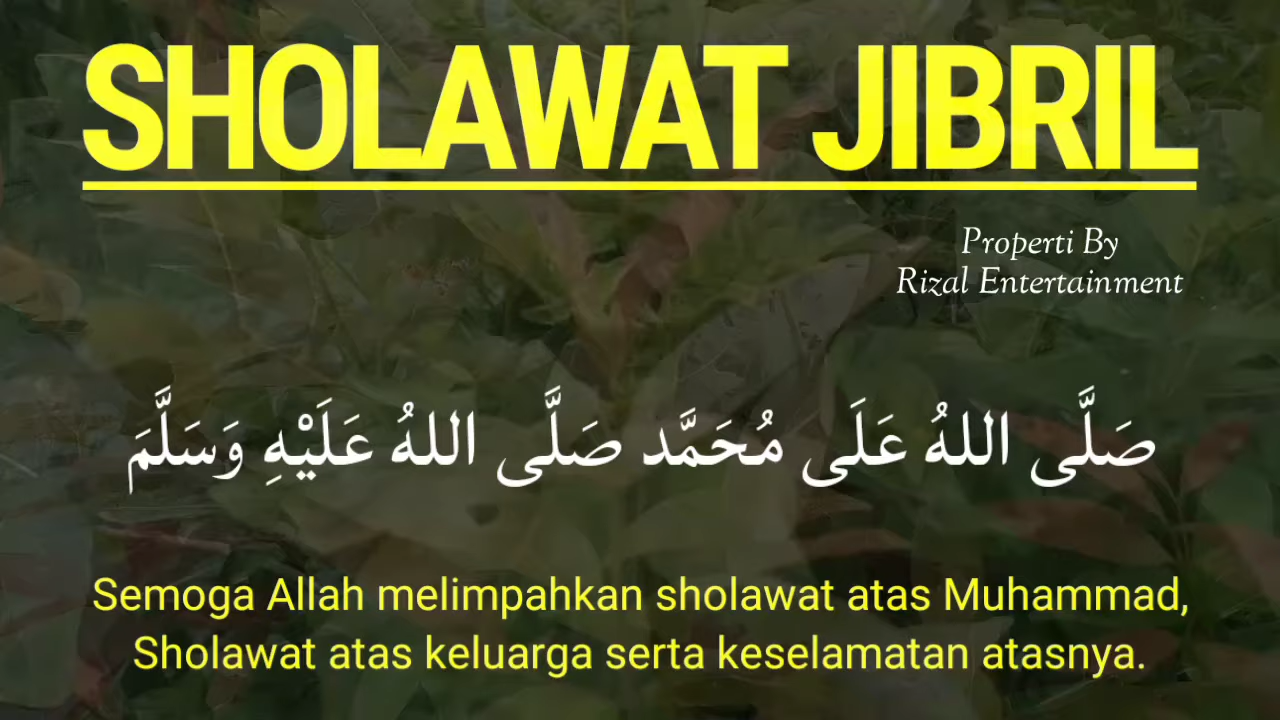 SHOLAWAT JIBRIL
Properti By
Rizal Entertainment
صَلَّى اللهُ عَلَى مُحَمَّد صَلَّى اللهُ عَلَيْهِ وَسَلَّمَ
Semoga Allah melimpahkan sholawat atas Muhammad,
Sholawat atas keluarga serta keselamatan atasnya.